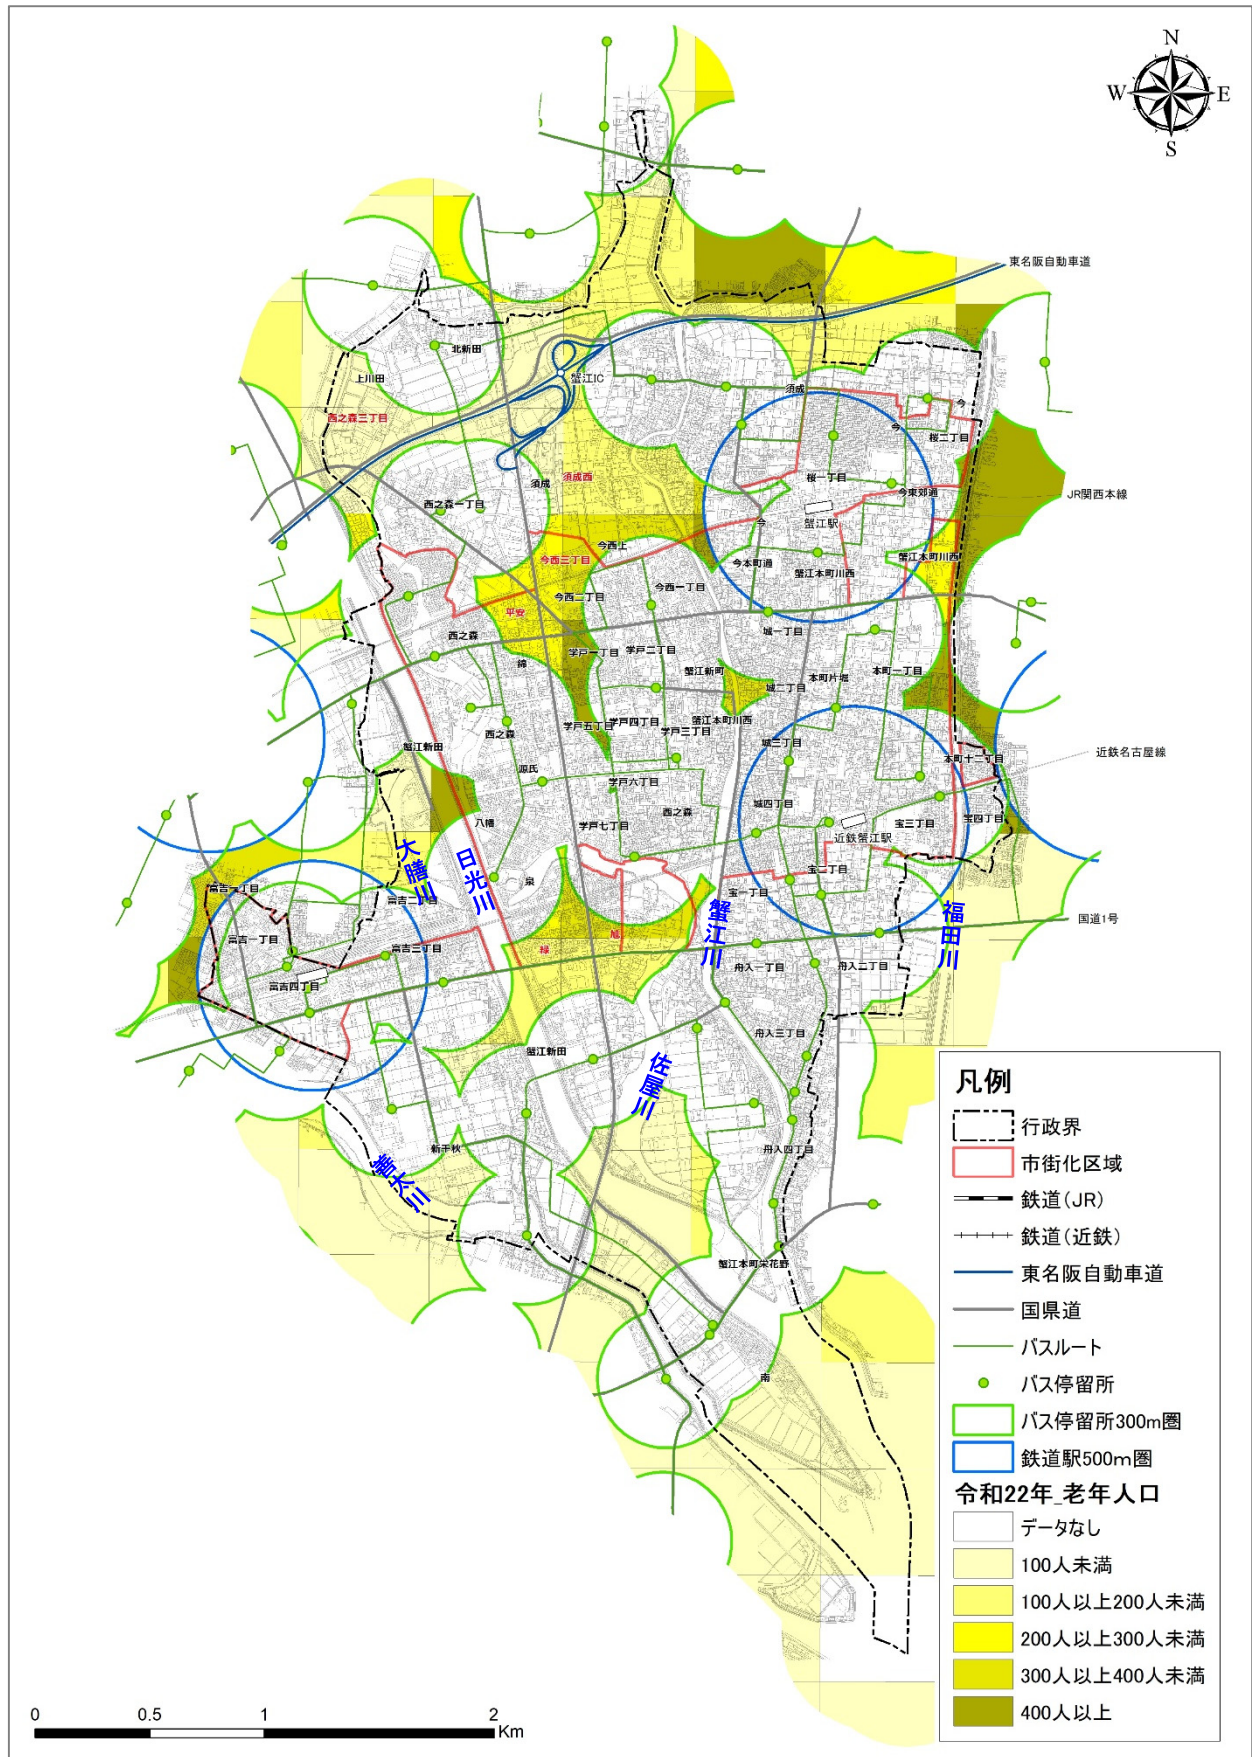 N
W
E
S
東名阪自動車道
北新田
上川田
蟹江IC
須成
西之森三丁目
今
今
桜二丁目
須成
須成西
桜一丁目
今東郊通
JR関西本線
西之森一丁目
蟹江駅
今
今西上
今西三丁目
今本町通
蟹江本町川西
蟹江本町川西
今西一丁目
今西二丁目
平安
西之森
城一丁目
学戸一丁目
学戸二丁目
錦
蟹江新町
本町一丁目
本町片堀
城二丁目
学戸五丁目
学戸四丁目
学戸三丁目
蟹江本町川西
西之森
蟹江新田
城三丁目
近鉄名古屋線
本町十二丁目
源氏
学戸六丁目
城四丁目
西之森
八幡
学戸七丁目
宝三丁目
宝四丁目
近鉄蟹江駅
大膳川
日光川
宝二丁目
泉
宝一丁目
富吉一丁目
富吉二丁目
蟹江川
福田川
国道1号
富吉一丁目
富吉三丁目
緑
旭
富吉四丁目
舟入一丁目
舟入二丁目
舟入三丁目
蟹江新田
佐屋川
新千秋
舟入四丁目
善太川
蟹江本町栄花野
南
凡例
行政界
市街化区域
鉄道(JR)
鉄道(近鉄)
東名阪自動車道
国県道
バスルート
バス停留所
バス停留所300m圏
鉄道駅500m圏
令和22年_老年人口
データなし
100人未満
100人以上200人未満
200人以上300人未満
300人以上400人未満
400人以上
0 0.5 1 2
Km